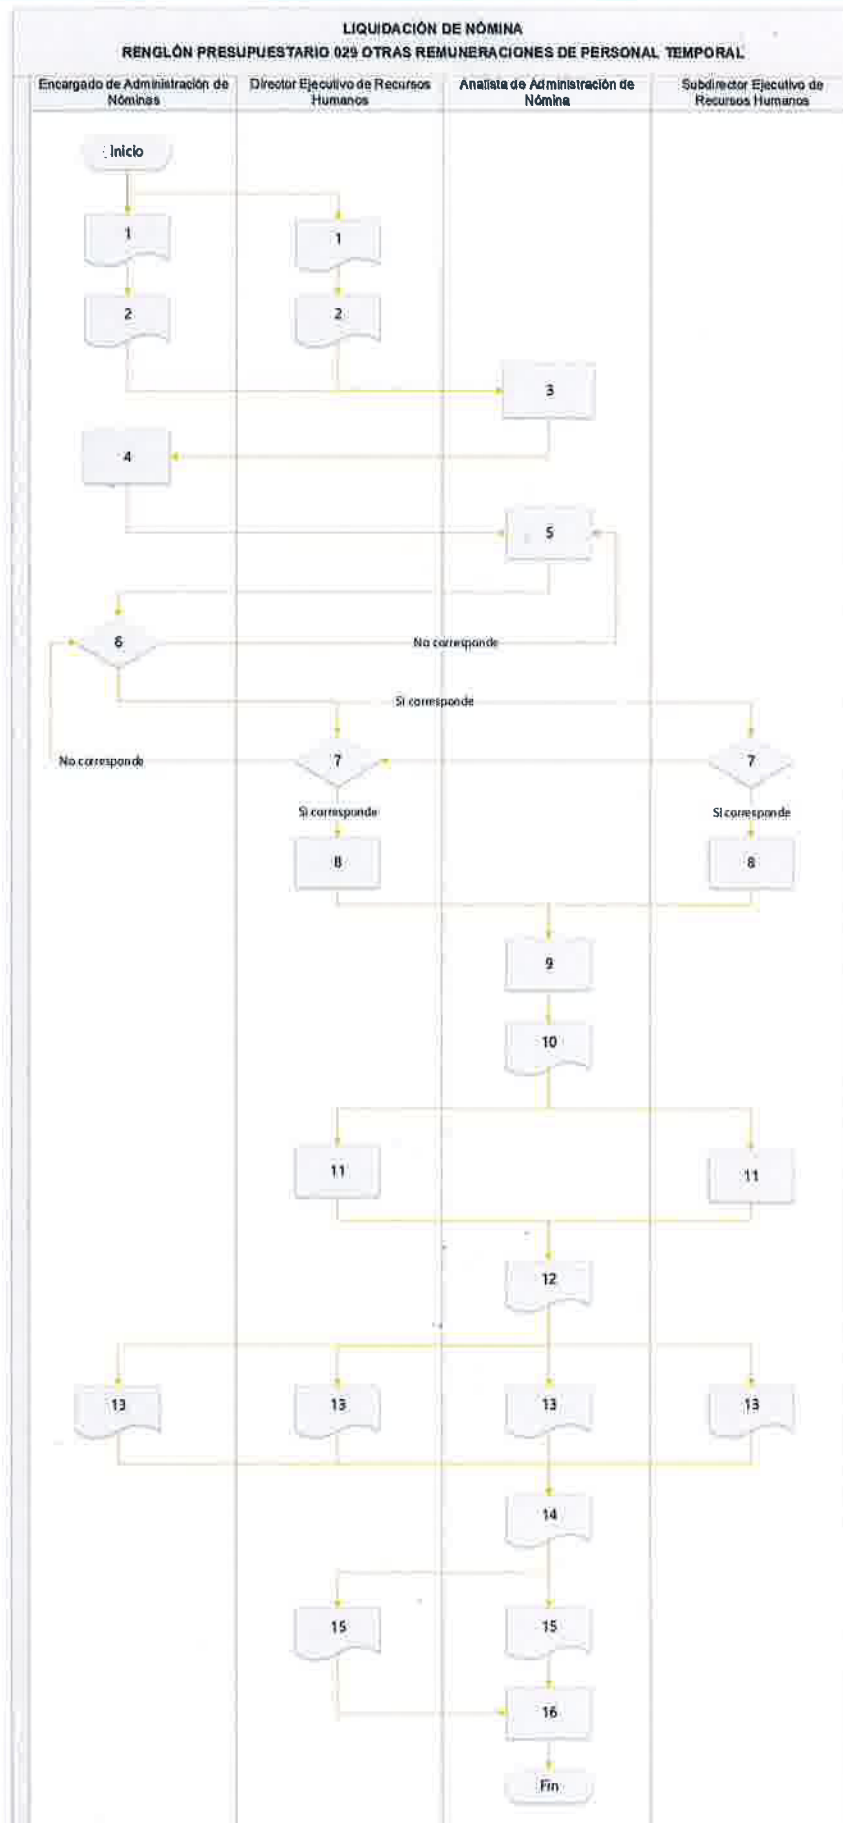 LIQUIDACIÓN DE NÓMINA
RENGLÓN PRESUPUESTARIO 029 OTRAS REMUNERACIONES DE PERSONAL TEMPORAL
Encargado de Administración de Nóminas
Director Ejecutivo de Recursos Humanos
Analista de Administración de Nómina
Subdirector Ejecutivo de Recursos Humanos
Inicio
1
1
2
2
3
4
5
6
No corresponde
Si corresponde
No corresponde
7
7
Si corresponde
Si corresponde
8
8
9
10
11
11
12
13
13
13
13
14
15
15
16
Fin